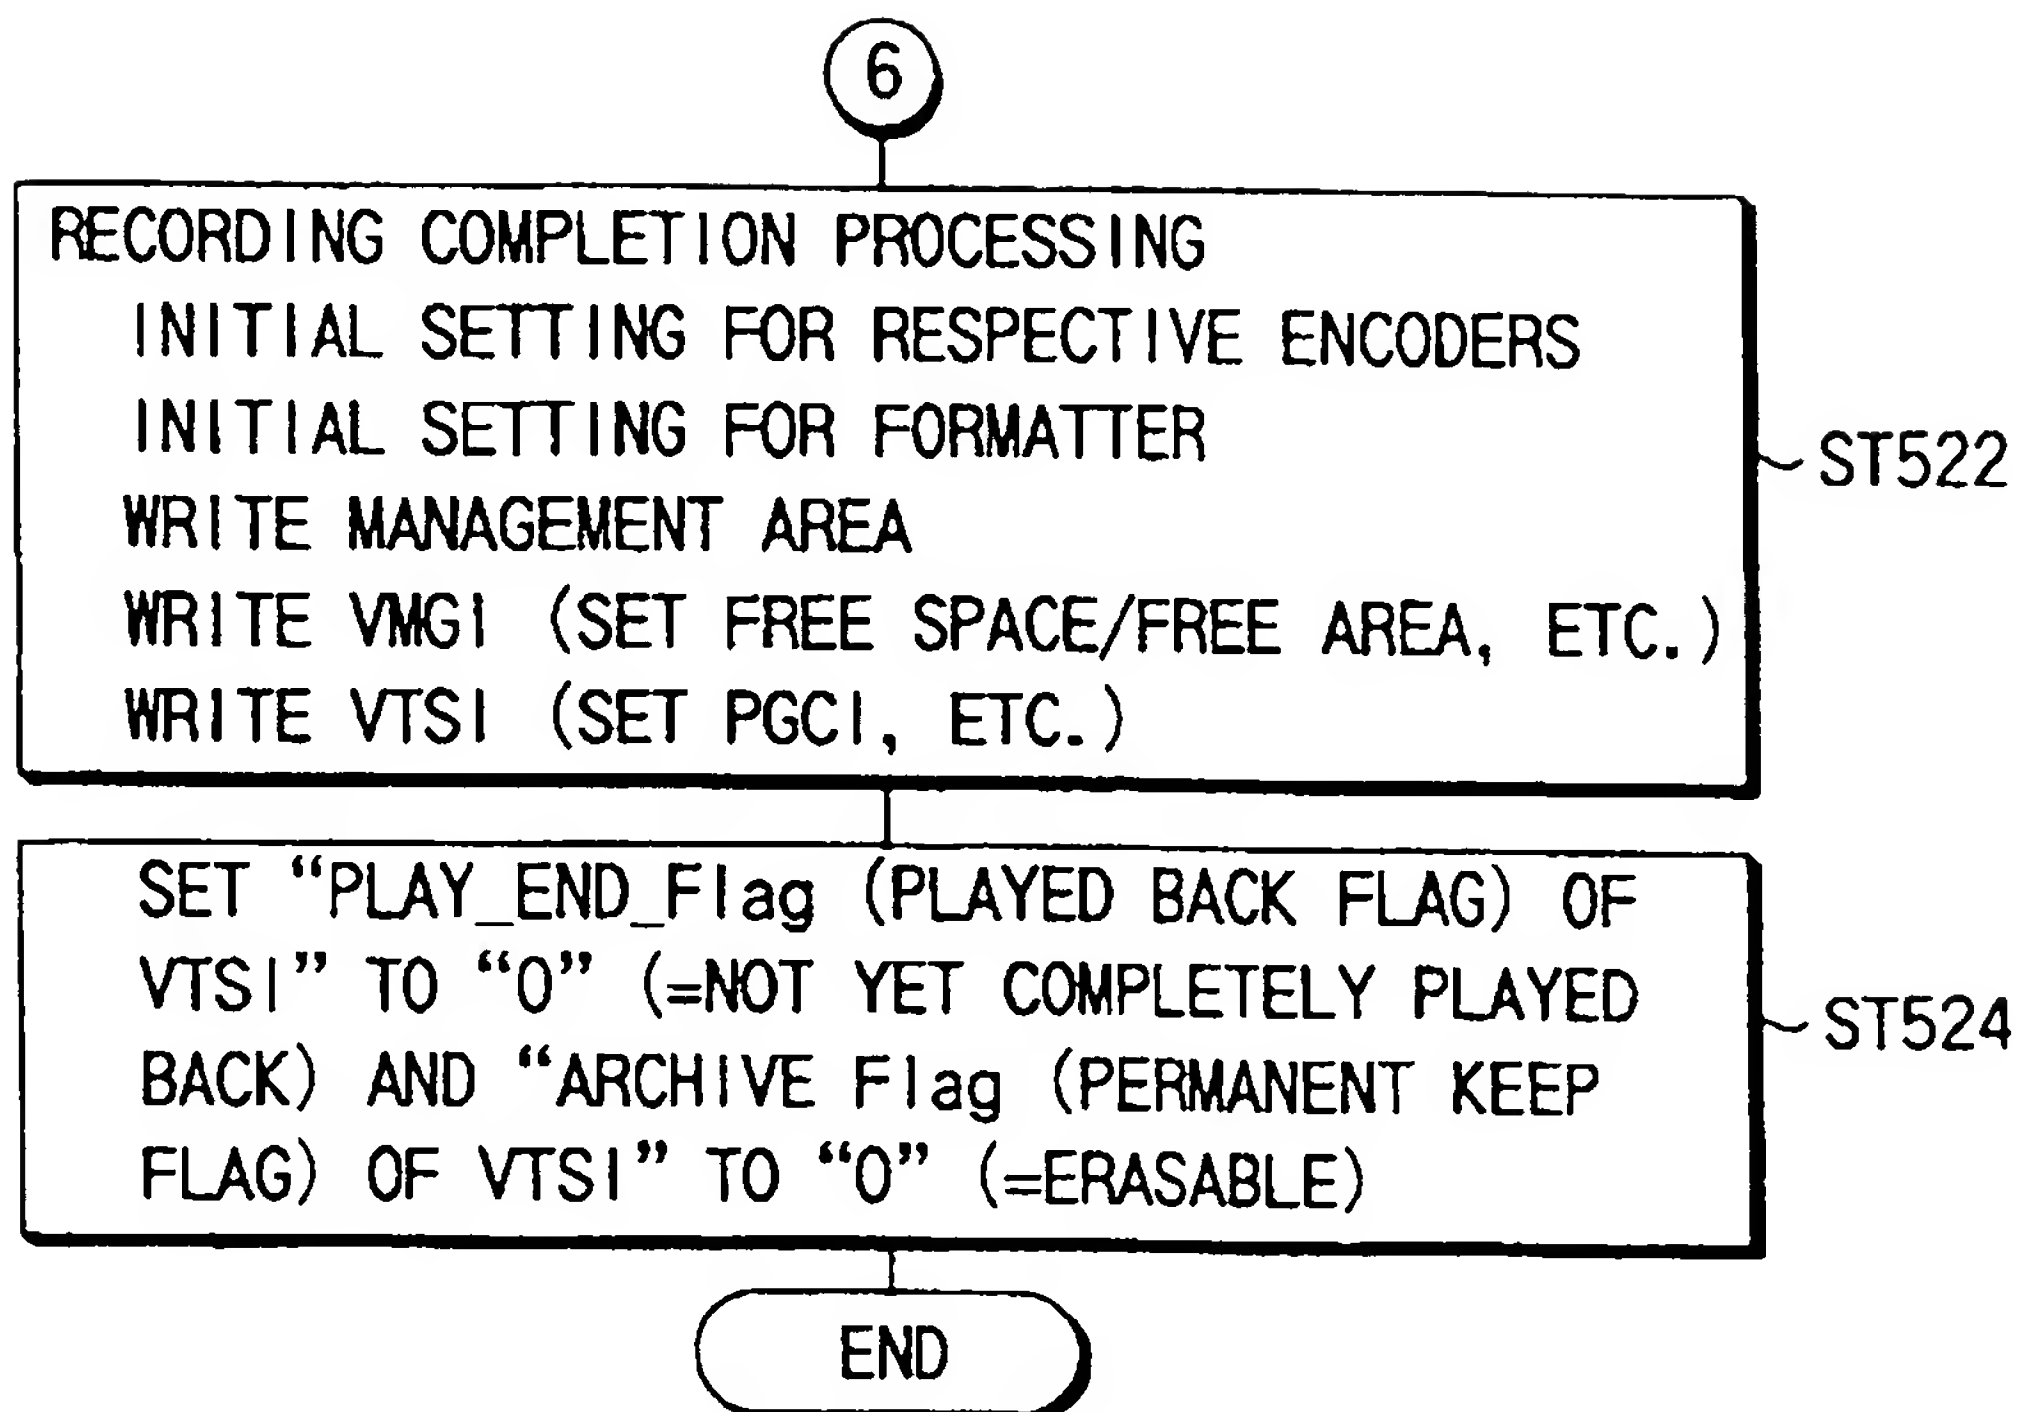 6
RECORDING COMPLETION PROCESSING
INITIAL SETTING FOR RESPECTIVE ENCODERS
INITIAL SETTING FOR FORMATTER
WRITE MANAGEMENT AREA
WRITE VMGI (SET FREE SPACE/FREE AREA, ETC.)
WRITE VTSI (SET PGCI, ETC.)
ST522
SET “PLAY_END_Flag (PLAYED BACK FLAG) OF
VTSI” TO “0” (=NOT YET COMPLETELY PLAYED
BACK) AND “ARCHIVE Flag (PERMANENT KEEP
FLAG) OF VTSI” TO “0” (=ERASABLE)
ST524
END